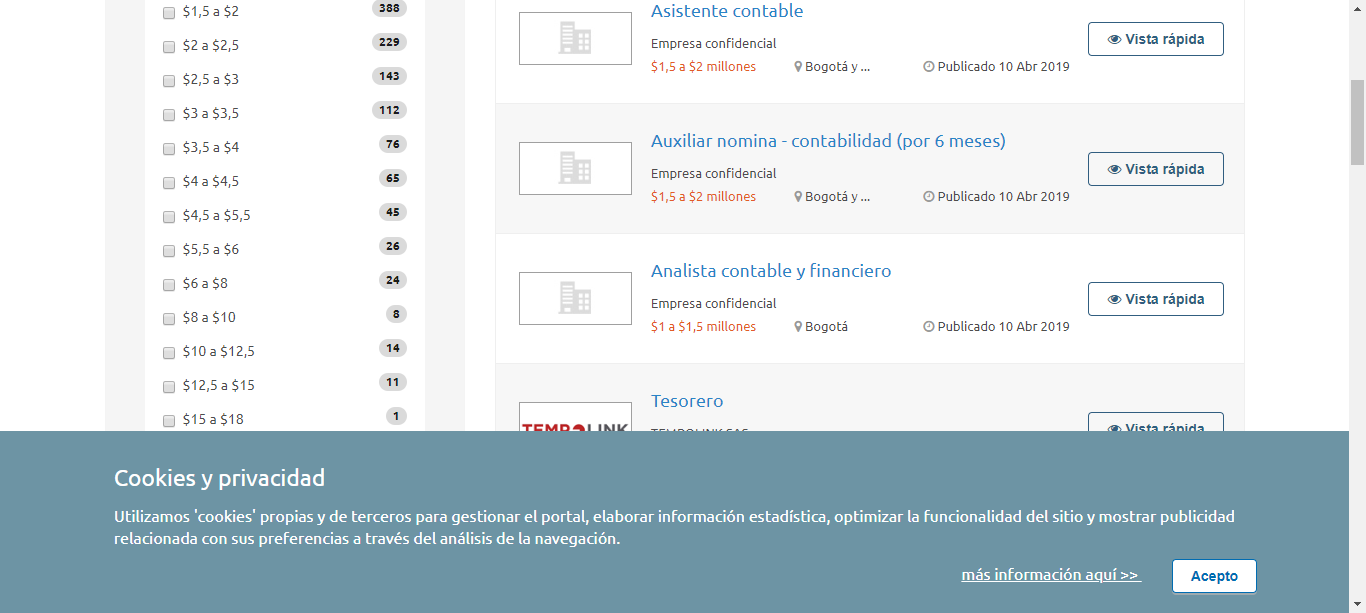 $1,5 a $2 388
$2 a $2,5 229
$2,5 a $3 143
$3 a $3,5 112
$3,5 a $4 76
$4 a $4,5 65
$4,5 a $5,5 45
$5,5 a $6 26
$6 a $8 24
$8 a $10 8
$10 a $12,5 14
$12,5 a $15 11
$15 a $18 1
Asistente contable
Empresa confidencial
$1,5 a $2 millones Bogotá y ... Publicado 10 Abr 2019
Vista rápida
Auxiliar nomina - contabilidad (por 6 meses)
Empresa confidencial
$1,5 a $2 millones Bogotá y ... Publicado 10 Abr 2019
Vista rápida
Analista contable y financiero
Empresa confidencial
$1 a $1,5 millones Bogotá Publicado 10 Abr 2019
Vista rápida
Tesorero
TEMPOLINK
TEMPOLINK SAS
Vista rápida
Cookies y privacidad
Utilizamos 'cookies' propias y de terceros para gestionar el portal, elaborar información estadística, optimizar la funcionalidad del sitio y mostrar publicidad
relacionada con sus preferencias a través del análisis de la navegación.
más información aquí >>
Acepto